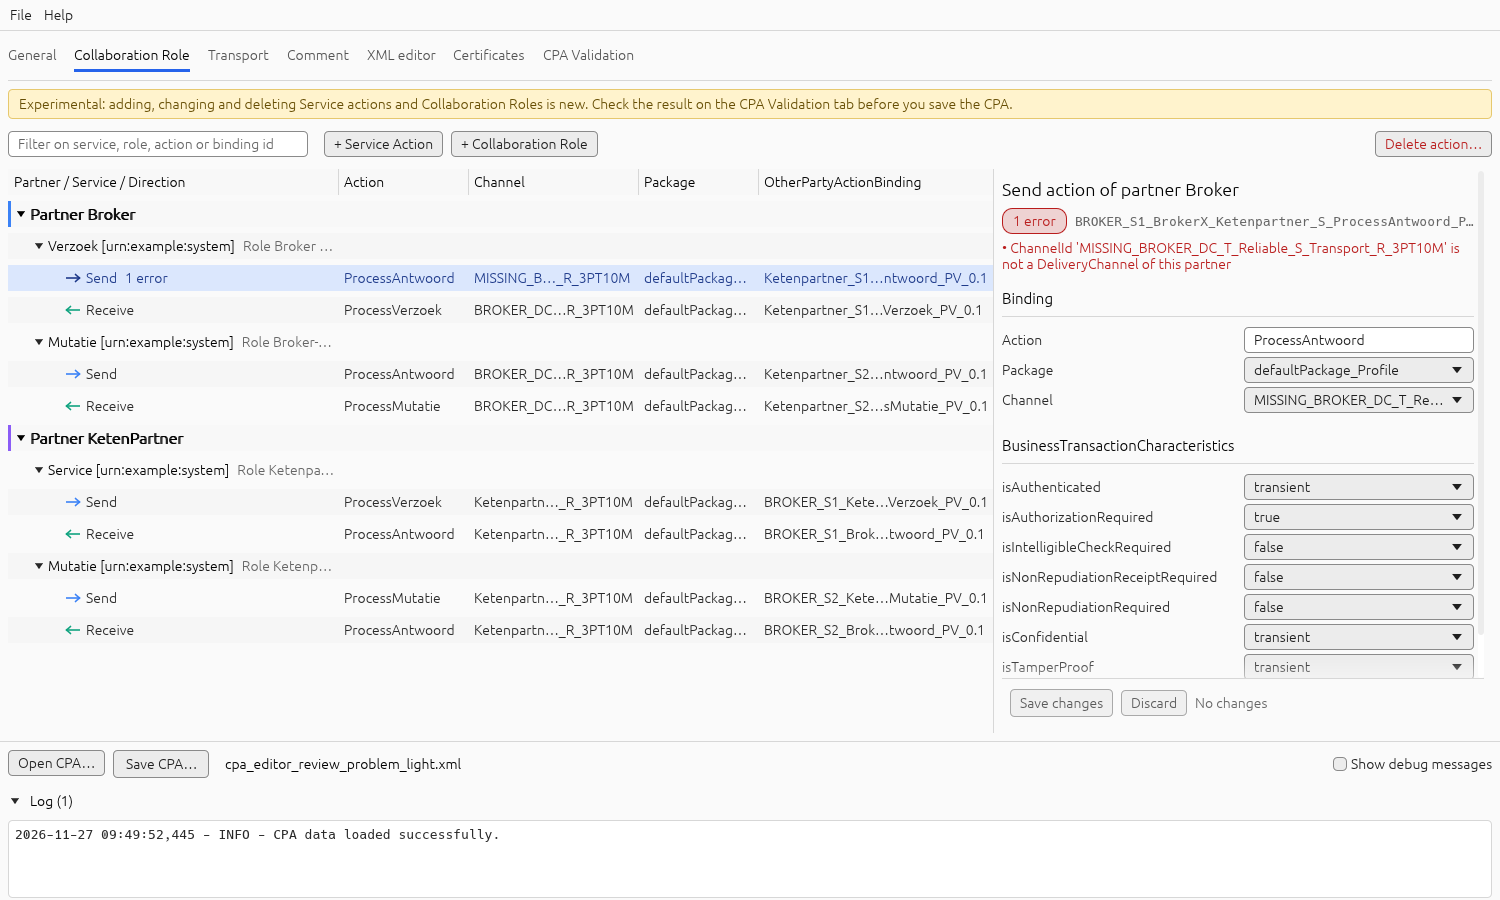 File Help
General Collaboration Role Transport Comment XML editor Certificates CPA Validation
Experimental: adding, changing and deleting Service actions and Collaboration Roles is new. Check the result on the CPA Validation tab before you save the CPA.
Filter on service, role, action or binding id + Service Action + Collaboration Role Delete action...
Partner / Service / Direction Action Channel Package OtherPartyActionBinding
Partner Broker
Verzoek [urn:example:system] Role Broker ...
Send 1 error ProcessAntwoord MISSING_B..._R_3PT10M defaultPackag... Ketenpartner_S1...ntwoord_PV_0.1
Receive ProcessVerzoek BROKER_DC...R_3PT10M defaultPackag... Ketenpartner_S1...Verzoek_PV_0.1
Mutatie [urn:example:system] Role Broker-...
Send ProcessAntwoord BROKER_DC...R_3PT10M defaultPackag... Ketenpartner_S2...ntwoord_PV_0.1
Receive ProcessMutatie BROKER_DC...R_3PT10M defaultPackag... Ketenpartner_S2...sMutatie_PV_0.1
Partner KetenPartner
Service [urn:example:system] Role Ketenpa...
Send ProcessVerzoek Ketenpartn..._R_3PT10M defaultPackag... BROKER_S1_Kete...Verzoek_PV_0.1
Receive ProcessAntwoord Ketenpartn..._R_3PT10M defaultPackag... BROKER_S1_Brok...twoord_PV_0.1
Mutatie [urn:example:system] Role Ketenp...
Send ProcessMutatie Ketenpartn..._R_3PT10M defaultPackag... BROKER_S2_Kete...Mutatie_PV_0.1
Receive ProcessAntwoord Ketenpartn..._R_3PT10M defaultPackag... BROKER_S2_Brok...twoord_PV_0.1
Send action of partner Broker
1 error BROKER_S1_BrokerX_Ketenpartner_S_ProcessAntwoord_P...
• ChannelId 'MISSING_BROKER_DC_T_Reliable_S_Transport_R_3PT10M' is
not a DeliveryChannel of this partner
Binding
Action ProcessAntwoord
Package defaultPackage_Profile
Channel MISSING_BROKER_DC_T_Re...
BusinessTransactionCharacteristics
isAuthenticated transient
isAuthorizationRequired true
isIntelligibleCheckRequired false
isNonRepudiationReceiptRequired false
isNonRepudiationRequired false
isConfidential transient
isTamperProof transient
Save changes Discard No changes
Open CPA... Save CPA... cpa_editor_review_problem_light.xml Show debug messages
Log (1)
2026-11-27 09:49:52,445 - INFO - CPA data loaded successfully.